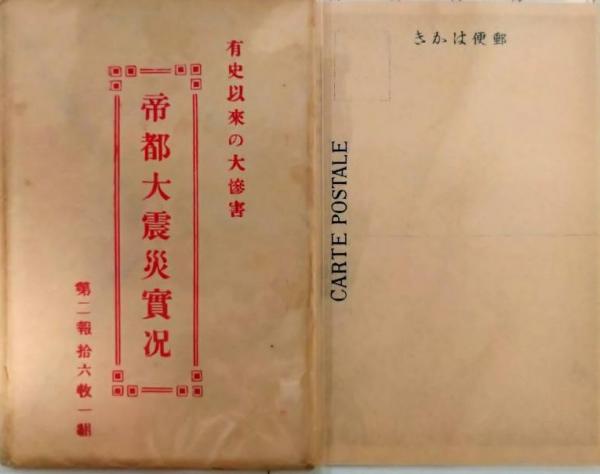 有史以來の大慘害
帝都大震災實况
第二報拾六枚一組
きかは便郵
CARTE POSTALE